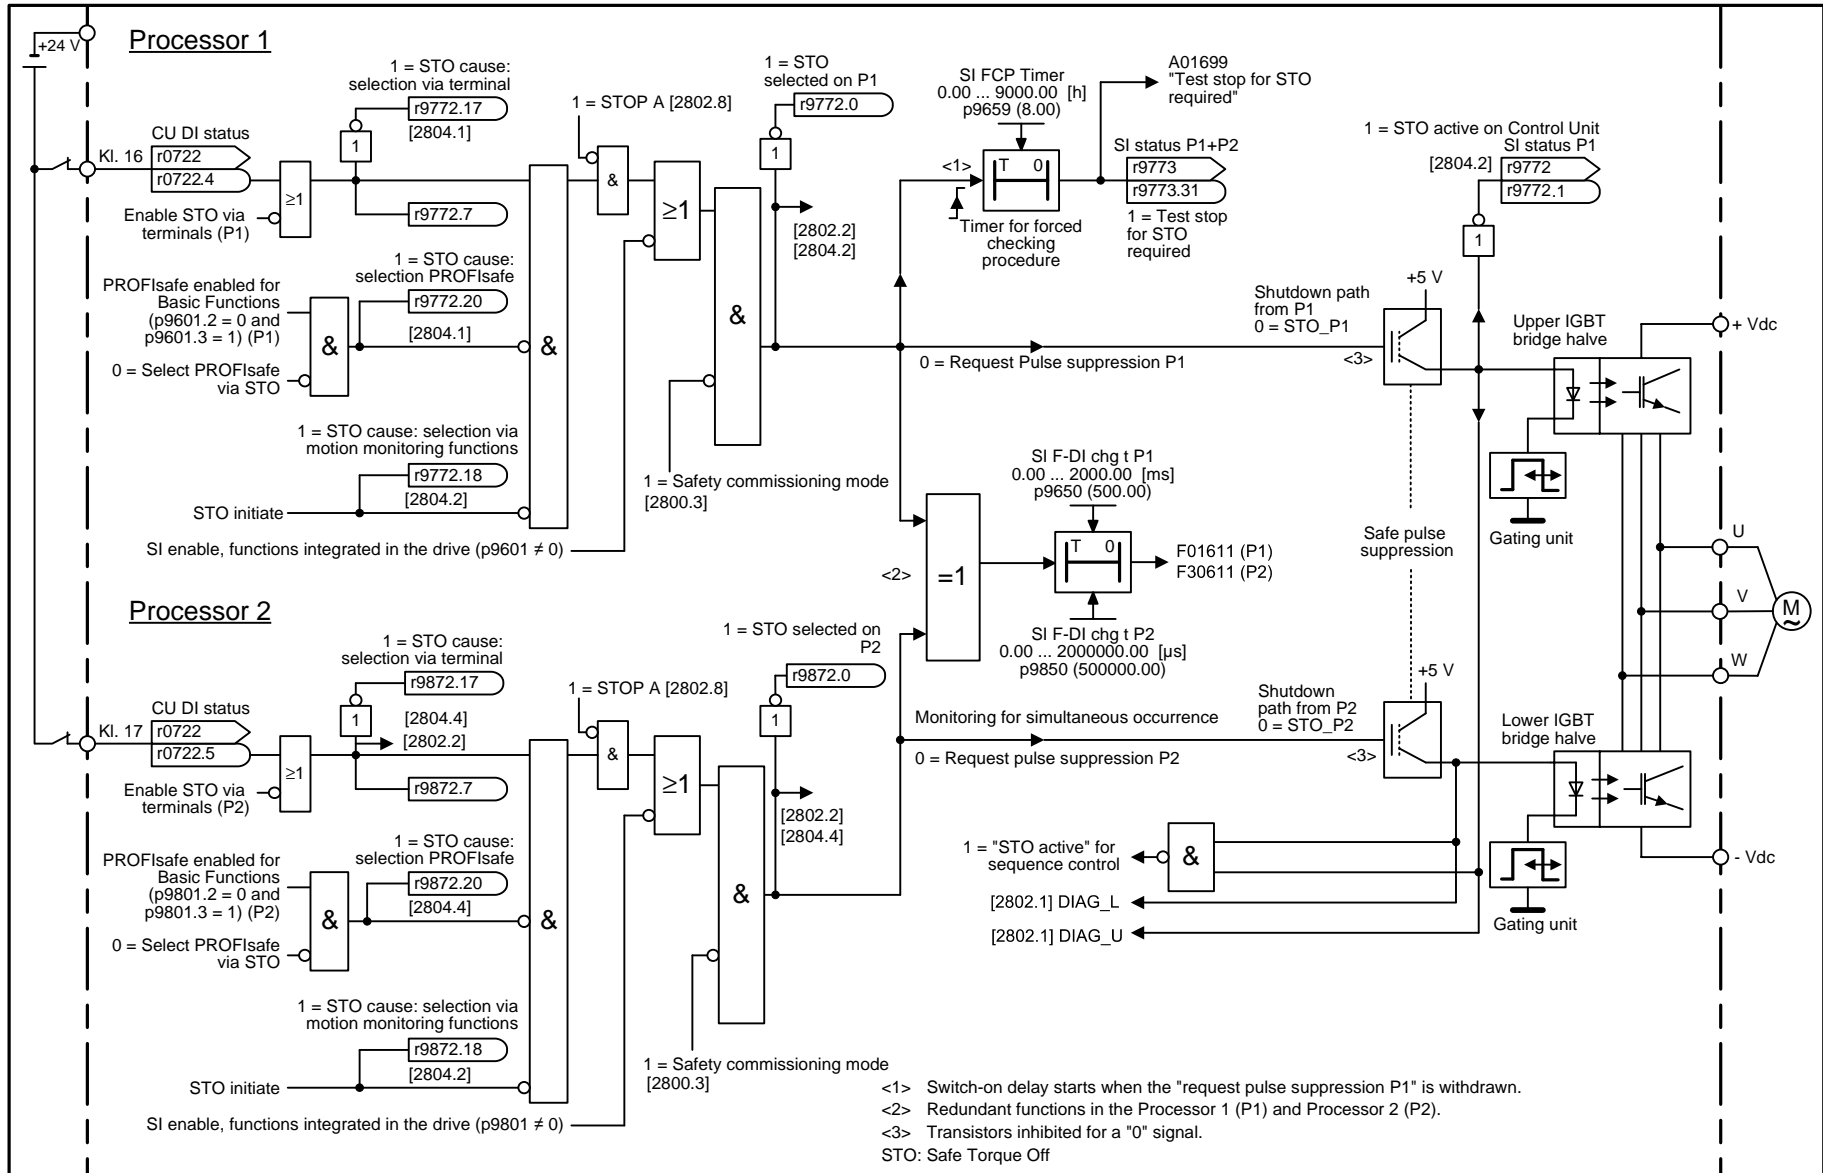 +24 V
Processor 1
1 = STO cause:
selection via terminal
r9772.17
[2804.1]
1
CU DI status
Kl. 16
r0722
r0722.4
≥1
Enable STO via
terminals (P1)
r9772.7
1 = STO cause:
selection PROFIsafe
r9772.20
[2804.1]
PROFIsafe enabled for
Basic Functions
(p9601.2 = 0 and
p9601.3 = 1) (P1)
&
0 = Select PROFIsafe
via STO
1 = STO cause: selection via
motion monitoring functions
r9772.18
[2804.2]
STO initiate
SI enable, functions integrated in the drive (p9601 ≠ 0)
&
1 = STOP A [2802.8]
&
≥1
1 = STO
selected on P1
r9772.0
1
[2802.2]
[2804.2]
&
1 = Safety commissioning mode
[2800.3]
SI FCP Timer
0.00 ... 9000.00 [h]
p9659 (8.00)
<1>
T 0
Timer for forced
checking
procedure
A01699
"Test stop for STO
required"
SI status P1+P2
r9773
r9773.31
1 = Test stop
for STO
required
1 = STO active on Control Unit
SI status P1
[2804.2]
r9772
r9772.1
1
0 = Request Pulse suppression P1
Shutdown path
from P1
0 = STO_P1
<3>
+5 V
Upper IGBT
bridge halve
+ Vdc
Gating unit
Safe pulse
suppression
SI F-DI chg t P1
0.00 ... 2000.00 [ms]
p9650 (500.00)
T 0
<2>
=1
F01611 (P1)
F30611 (P2)
SI F-DI chg t P2
0.00 ... 2000000.00 [µs]
p9850 (500000.00)
U
V
W
M
~
Processor 2
1 = STO cause:
selection via terminal
r9872.17
[2804.4]
[2802.2]
1
CU DI status
Kl. 17
r0722
r0722.5
≥1
Enable STO via
terminals (P2)
r9872.7
1 = STO cause:
selection PROFIsafe
r9872.20
[2804.4]
PROFIsafe enabled for
Basic Functions
(p9801.2 = 0 and
p9801.3 = 1) (P2)
&
0 = Select PROFIsafe
via STO
1 = STO cause: selection via
motion monitoring functions
r9872.18
[2804.2]
STO initiate
SI enable, functions integrated in the drive (p9801 ≠ 0)
&
1 = STOP A [2802.8]
&
≥1
1 = STO selected on
P2
r9872.0
1
[2802.2]
[2804.4]
&
1 = Safety commissioning mode
[2800.3]
Monitoring for simultaneous occurrence
0 = Request pulse suppression P2
Shutdown
path from P2
0 = STO_P2
<3>
+5 V
Lower IGBT
bridge halve
- Vdc
Gating unit
1 = "STO active" for
sequence control
&
[2802.1] DIAG_L
[2802.1] DIAG_U
<1> Switch-on delay starts when the "request pulse suppression P1" is withdrawn.
<2> Redundant functions in the Processor 1 (P1) and Processor 2 (P2).
<3> Transistors inhibited for a "0" signal.
STO: Safe Torque Off